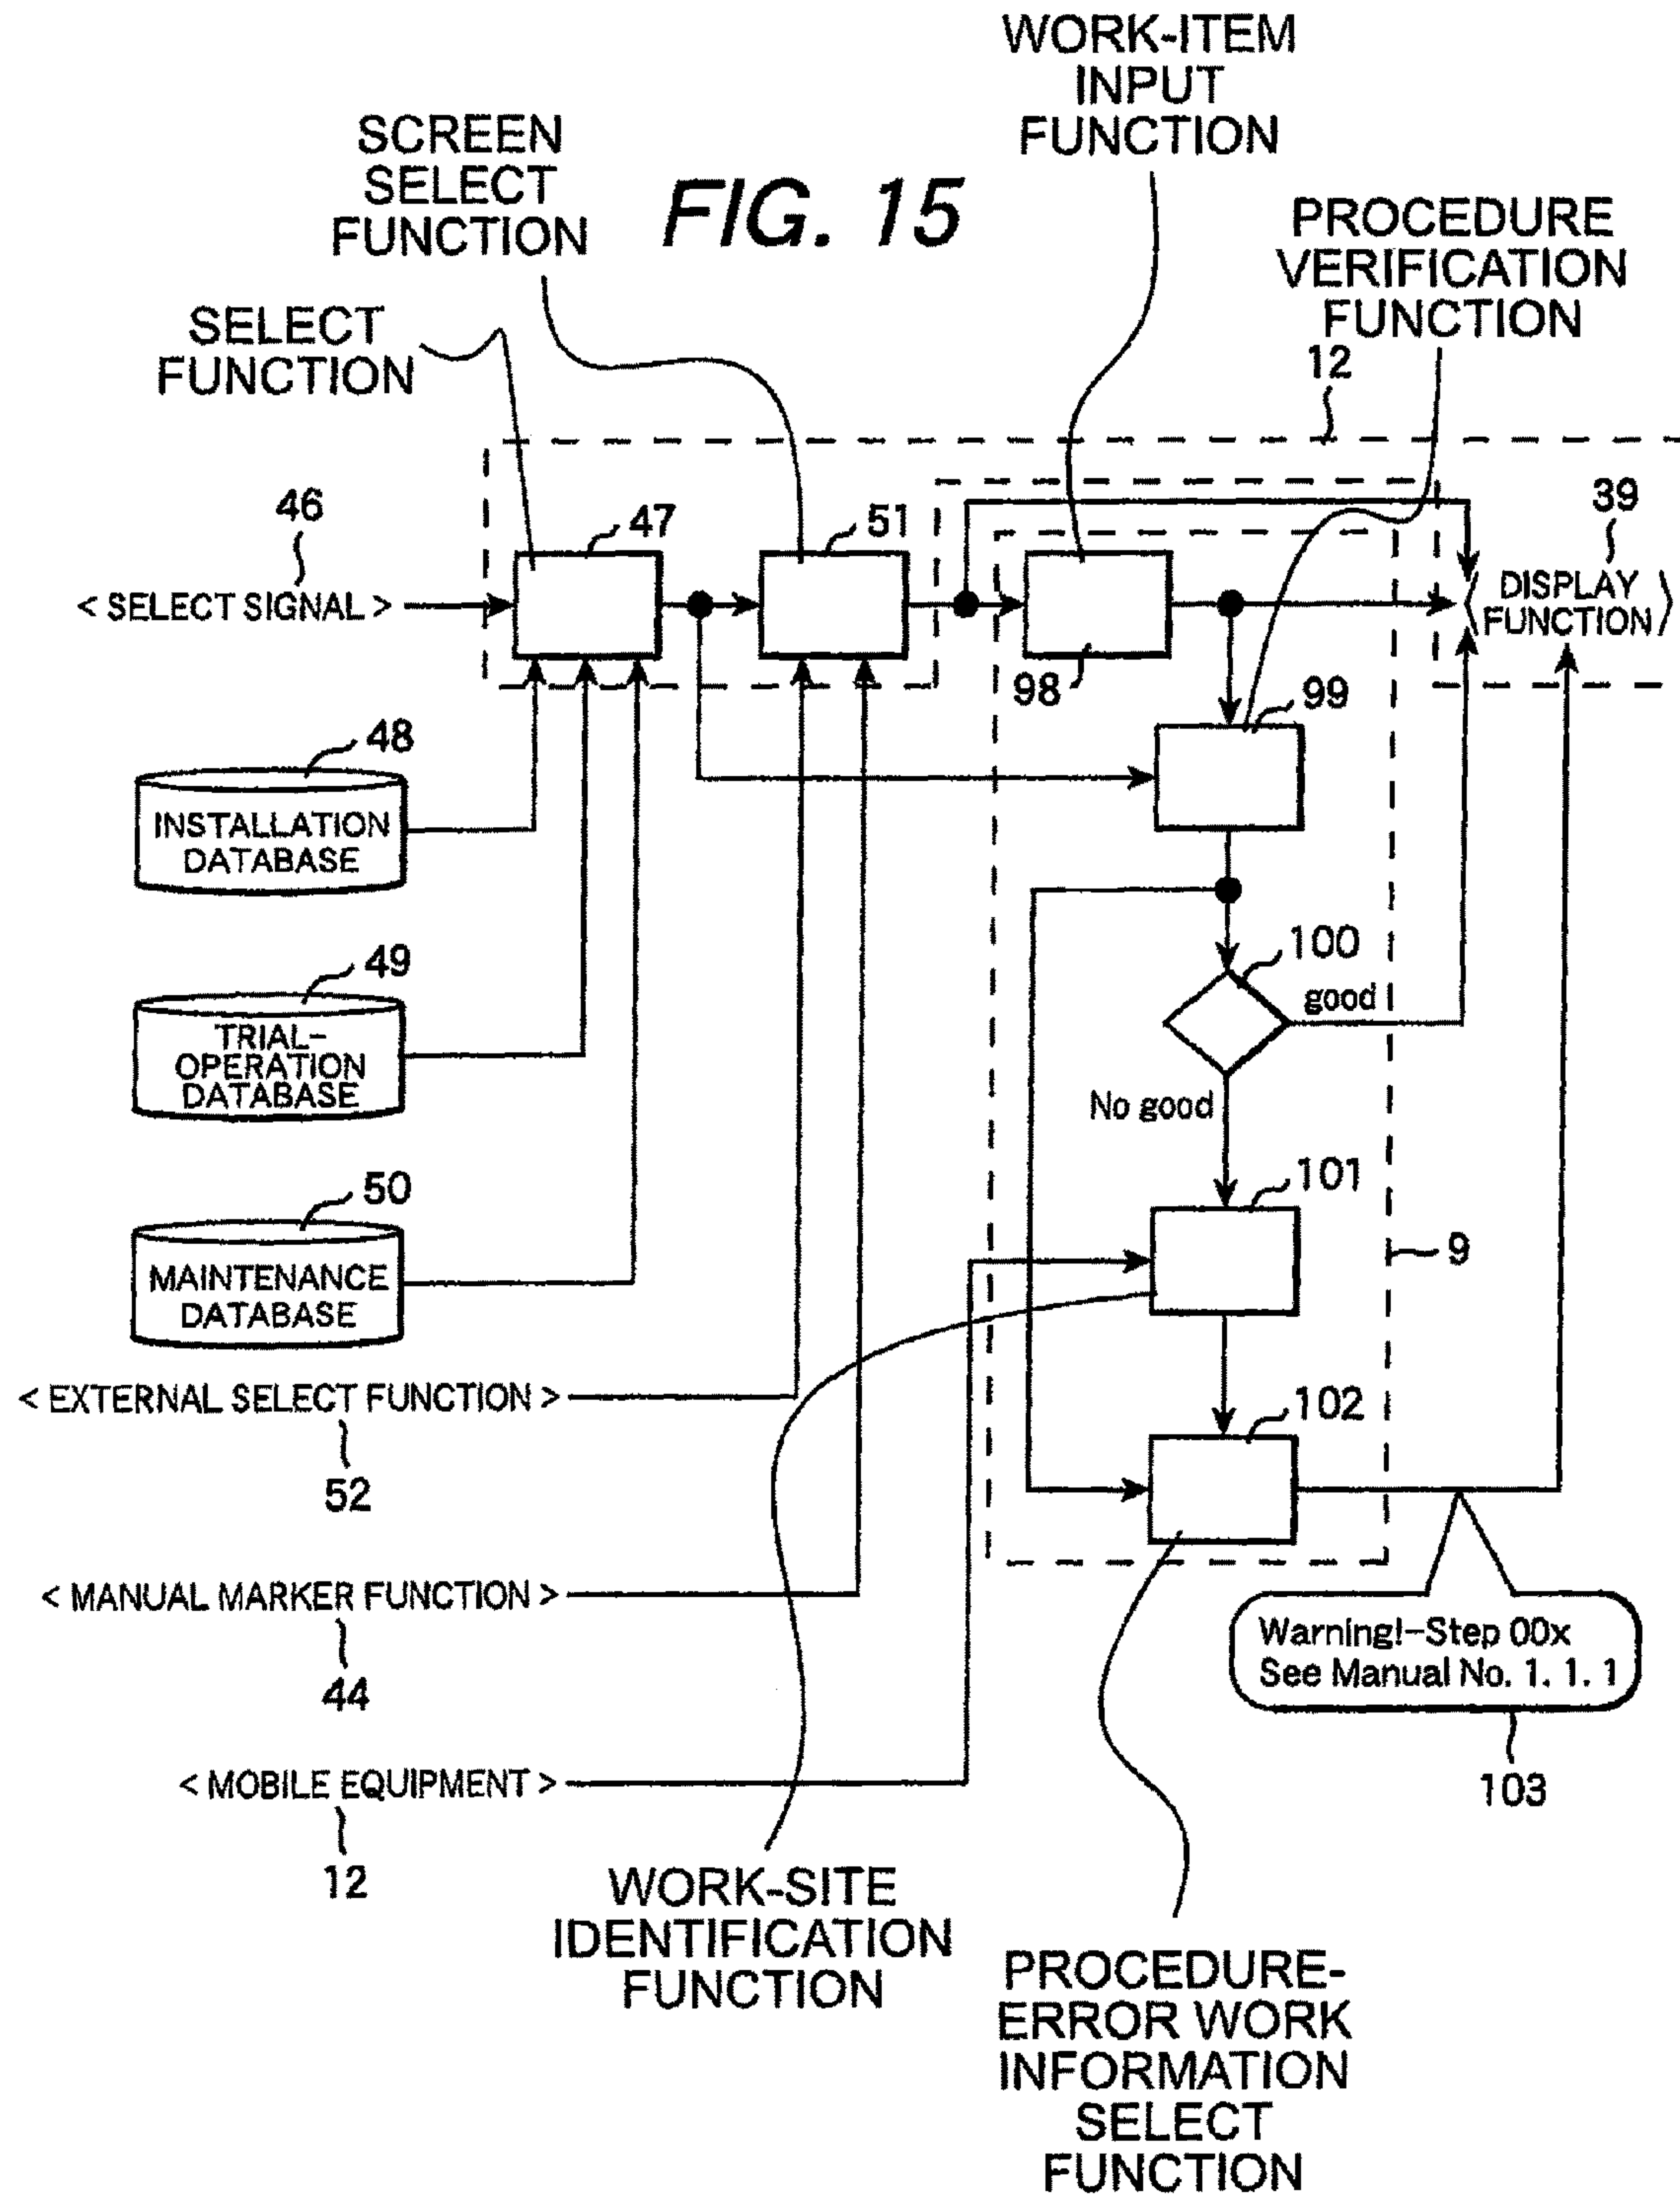 WORK-ITEM
INPUT
FUNCTION
SCREEN
SELECT
FUNCTION
FIG. 15
PROCEDURE
VERIFICATION
FUNCTION
SELECT
FUNCTION
12
46
47
51
39
< SELECT SIGNAL >
< DISPLAY
FUNCTION >
98
99
48
INSTALLATION
DATABASE
100
good
49
TRIAL-
OPERATION
DATABASE
No good
101
50
MAINTENANCE
DATABASE
9
< EXTERNAL SELECT FUNCTION >
52
102
< MANUAL MARKER FUNCTION >
44
Warning!-Step 00x
See Manual No. 1. 1. 1
103
< MOBILE EQUIPMENT >
12
WORK-SITE
IDENTIFICATION
FUNCTION
PROCEDURE-
ERROR WORK
INFORMATION
SELECT
FUNCTION